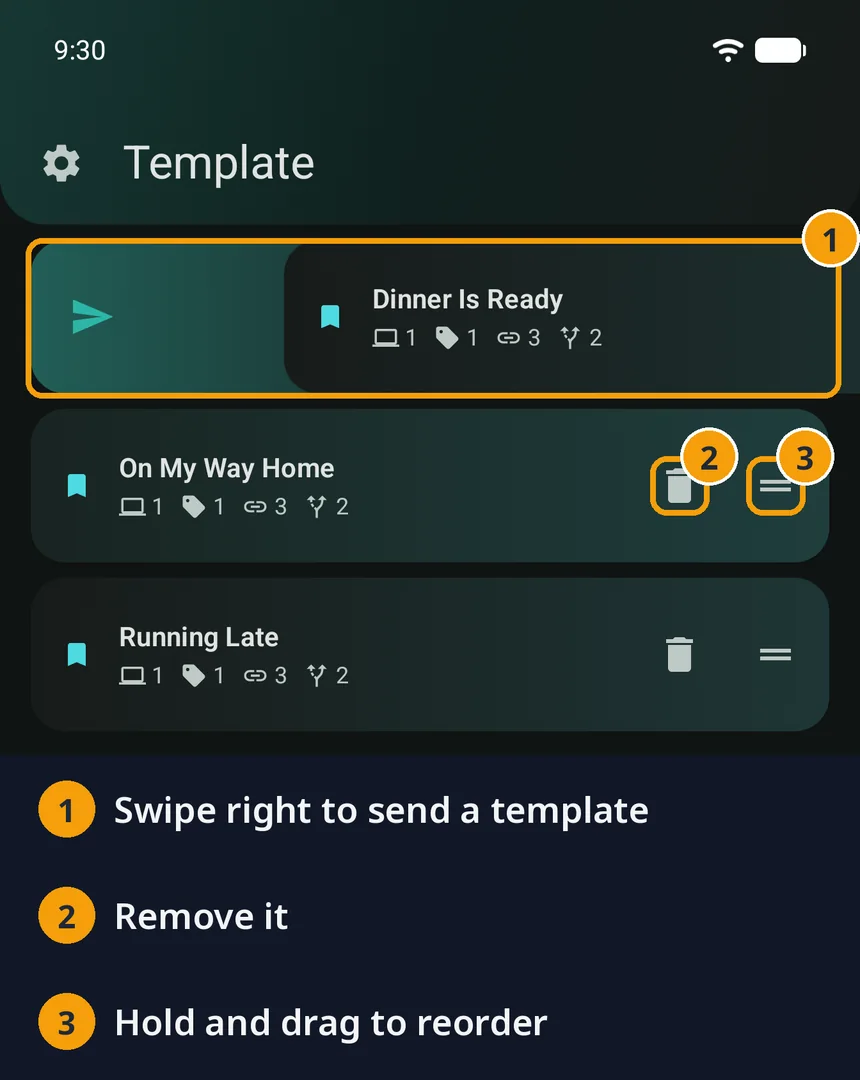 9:30
Template
1
Dinner Is Ready
1 1 3 2
2
3
On My Way Home
1 1 3 2
Running Late
1 1 3 2
1 Swipe right to send a template
2 Remove it
3 Hold and drag to reorder